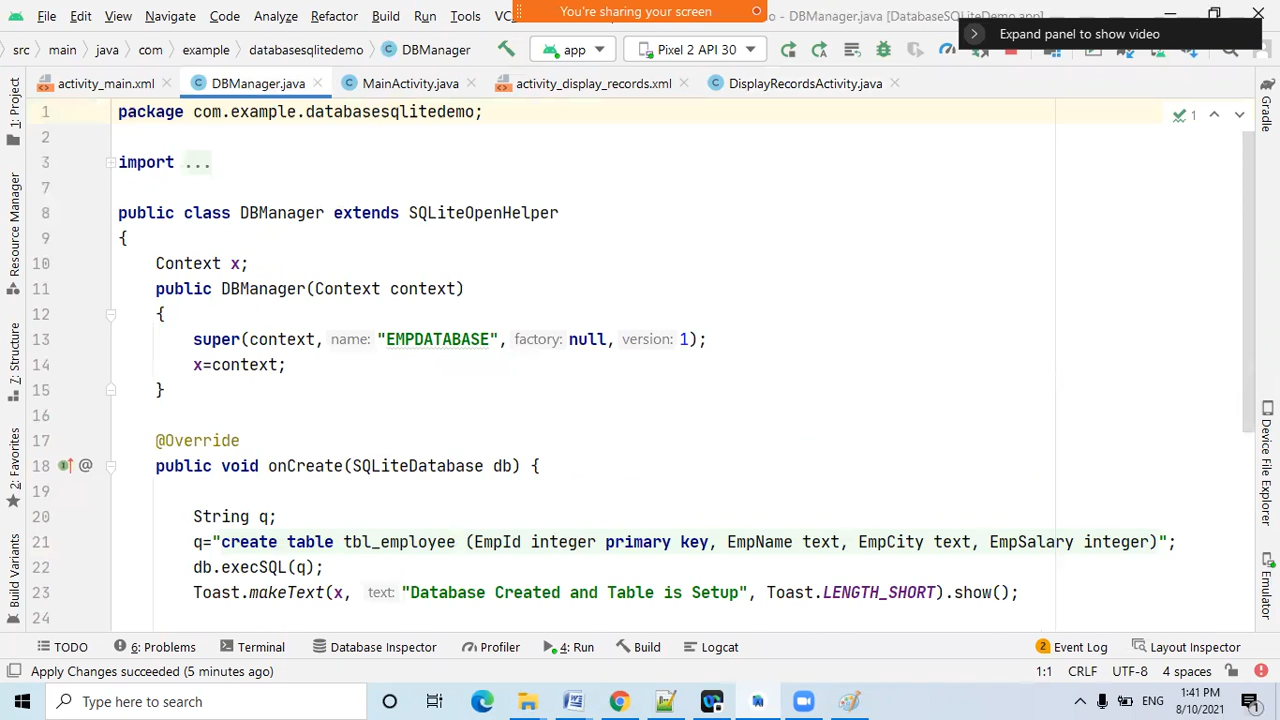 File Edit View Navigate Code Analyze Refactor Build Run Tools VC
You're sharing your screen
- DBManager.java [DatabaseSQLiteDemo.app]
Expand panel to show video
src main java com example databasesqlitedemo DBManager
app
Pixel 2 API 30
activity_main.xml DBManager.java MainActivity.java activity_display_records.xml DisplayRecordsActivity.java
1 package com.example.databasesqlitedemo;
2
3 import ...
7
8 public class DBManager extends SQLiteOpenHelper
9 {
10 Context x;
11 public DBManager(Context context)
12 {
13 super(context, name: "EMPDATABASE", factory: null, version: 1);
14 x=context;
15 }
16
17 @Override
18 public void onCreate(SQLiteDatabase db) {
19
20 String q;
21 q="create table tbl_employee (EmpId integer primary key, EmpName text, EmpCity text, EmpSalary integer)";
22 db.execSQL(q);
23 Toast.makeText(x, text: "Database Created and Table is Setup", Toast.LENGTH_SHORT).show();
24
1
1: Project
Resource Manager
7: Structure
2: Favorites
Build Variants
Gradle
Device File Explorer
Emulator
TODO 6: Problems Terminal Database Inspector Profiler 4: Run Build Logcat 2 Event Log Layout Inspector
Apply Changes succeeded (5 minutes ago) 1:1 CRLF UTF-8 4 spaces
Type here to search
ENG
1:41 PM
8/10/2021
1